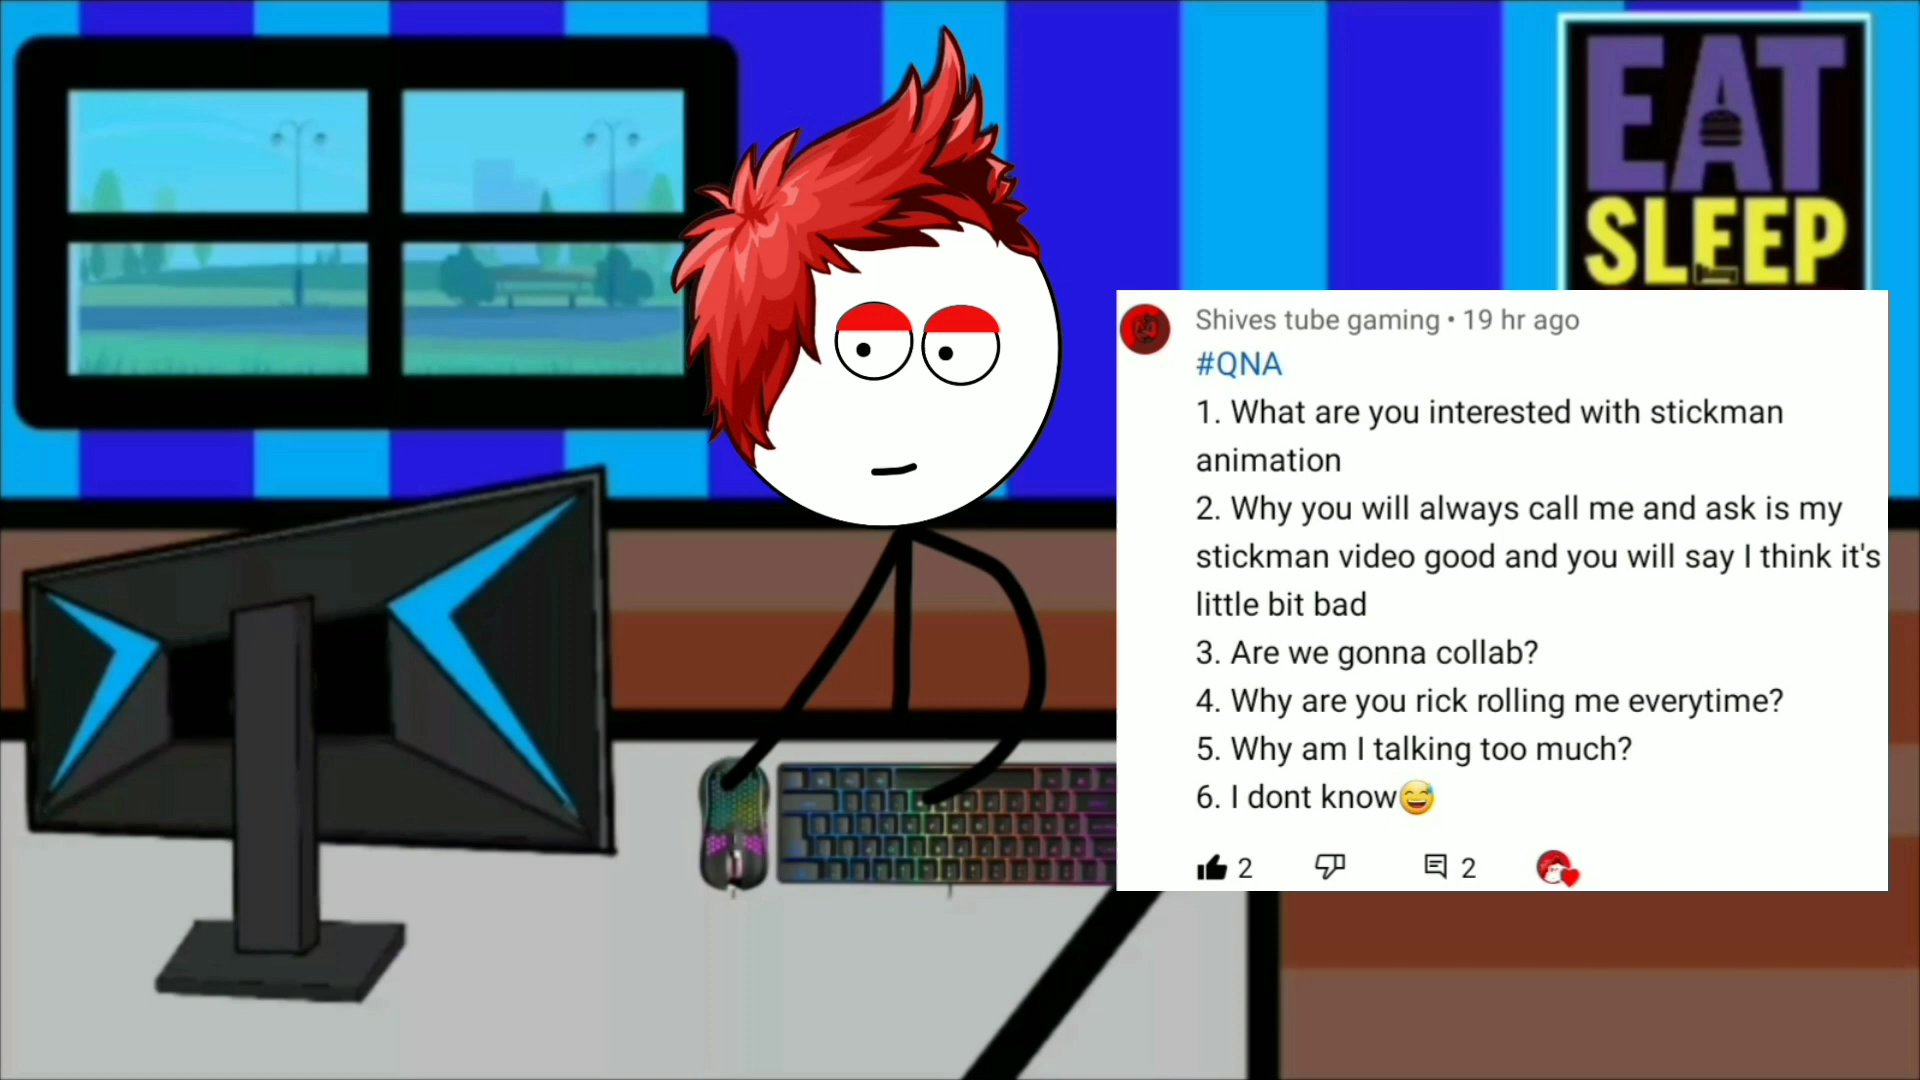 EAT
SLEEP
Shives tube gaming • 19 hr ago
#QNA
1. What are you interested with stickman
animation
2. Why you will always call me and ask is my
stickman video good and you will say I think it's
little bit bad
3. Are we gonna collab?
4. Why are you rick rolling me everytime?
5. Why am I talking too much?
6. I dont know😅
2
2